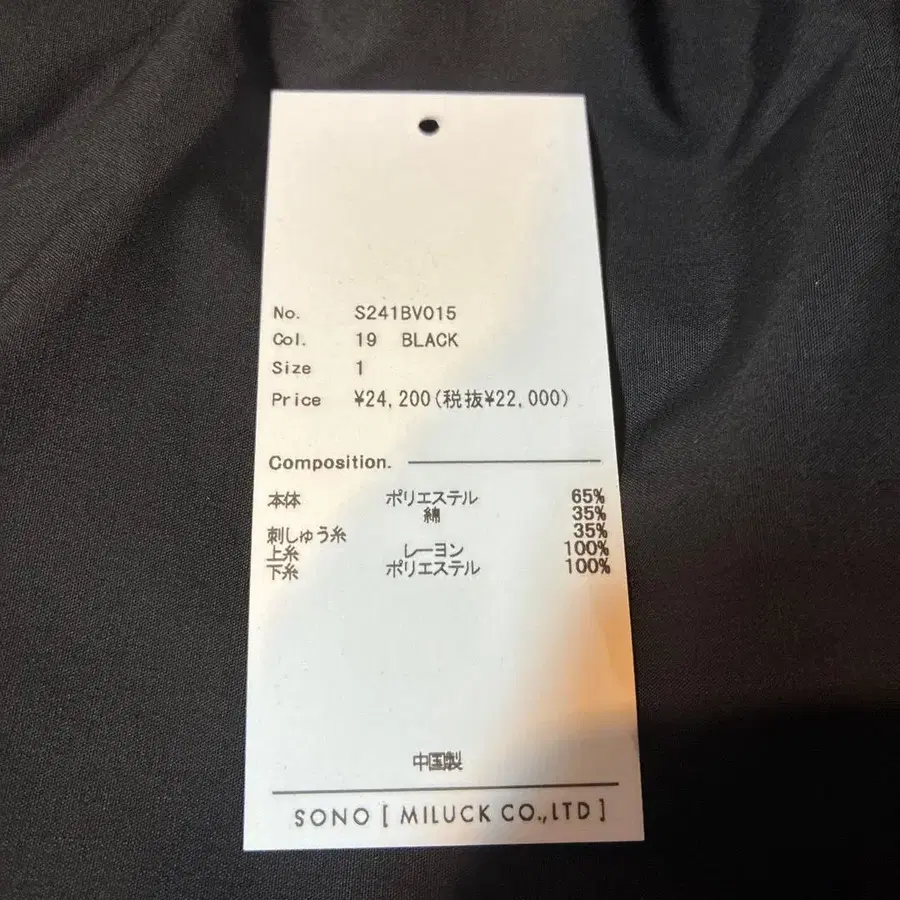 No. S241BV015
Col. 19 BLACK
Size 1
Price ¥24,200(税抜¥22,000)
Composition.
本体 ポリエステル 65%
綿 35%
刺しゅう糸 35%
上糸 レーヨン 100%
下糸 ポリエステル 100%
中国製
SONO [ MILUCK CO.,LTD ]